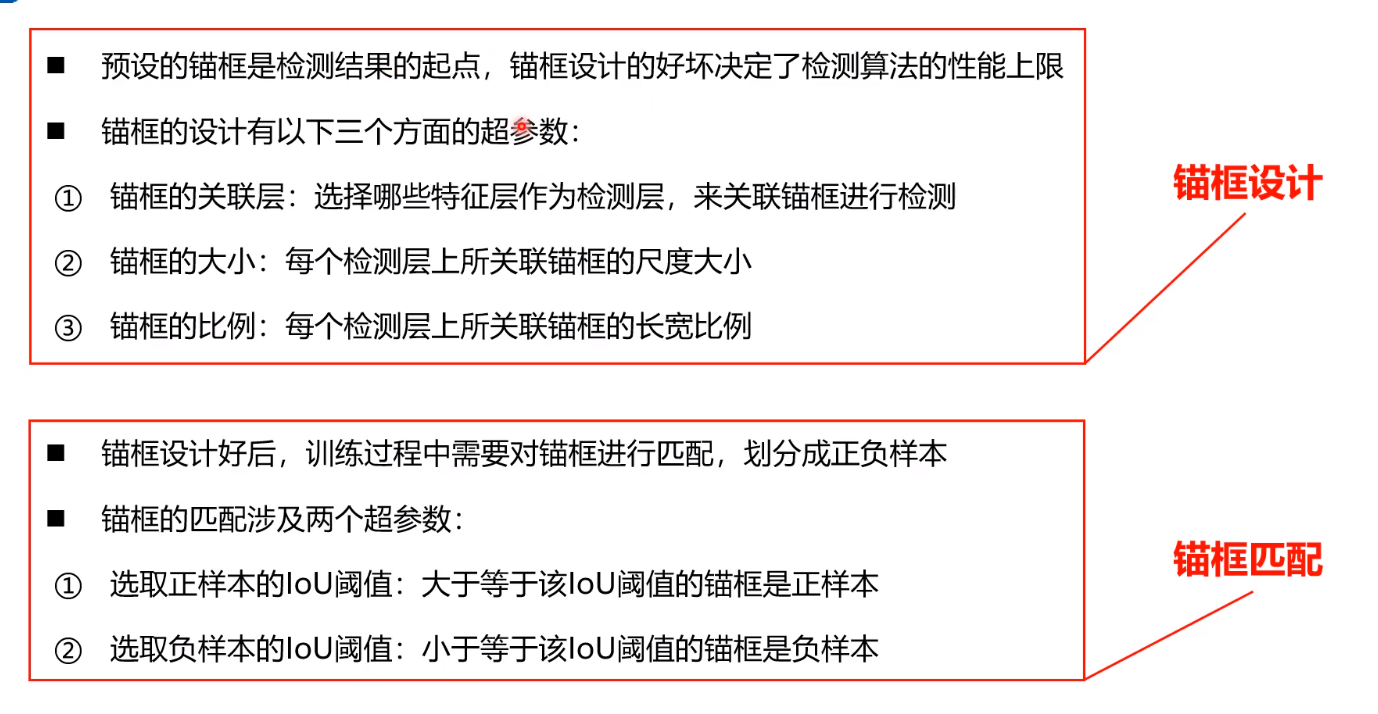 ■ 预设的锚框是检测结果的起点，锚框设计的好坏决定了检测算法的性能上限
■ 锚框的设计有以下三个方面的超参数：
① 锚框的关联层：选择哪些特征层作为检测层，来关联锚框进行检测
② 锚框的大小：每个检测层上所关联锚框的尺度大小
③ 锚框的比例：每个检测层上所关联锚框的长宽比例
锚框设计
■ 锚框设计好后，训练过程中需要对锚框进行匹配，划分成正负样本
■ 锚框的匹配涉及两个超参数：
① 选取正样本的IoU阈值：大于等于该IoU阈值的锚框是正样本
② 选取负样本的IoU阈值：小于等于该IoU阈值的锚框是负样本
锚框匹配